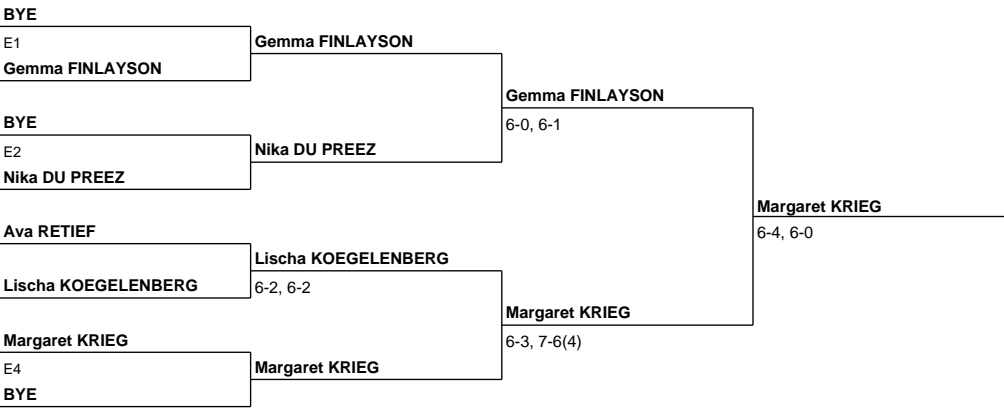 BYE
E1
Gemma FINLAYSON
BYE
E2
Nika DU PREEZ
Ava RETIEF
Lischa KOEGELENBERG
Margaret KRIEG
E4
BYE
Gemma FINLAYSON
Nika DU PREEZ
Lischa KOEGELENBERG
6-2, 6-2
Margaret KRIEG
Gemma FINLAYSON
6-0, 6-1
Margaret KRIEG
6-3, 7-6(4)
Margaret KRIEG
6-4, 6-0